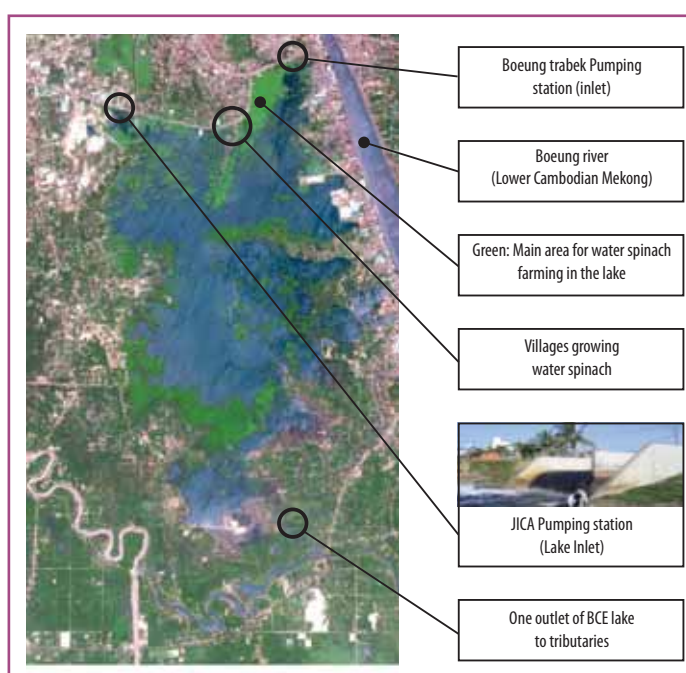 Boeung trabek Pumping
station (inlet)
Boeung river
(Lower Cambodian Mekong)
Green: Main area for water spinach
farming in the lake
Villages growing
water spinach
JICA Pumping station
(Lake Inlet)
One outlet of BCE lake
to tributaries